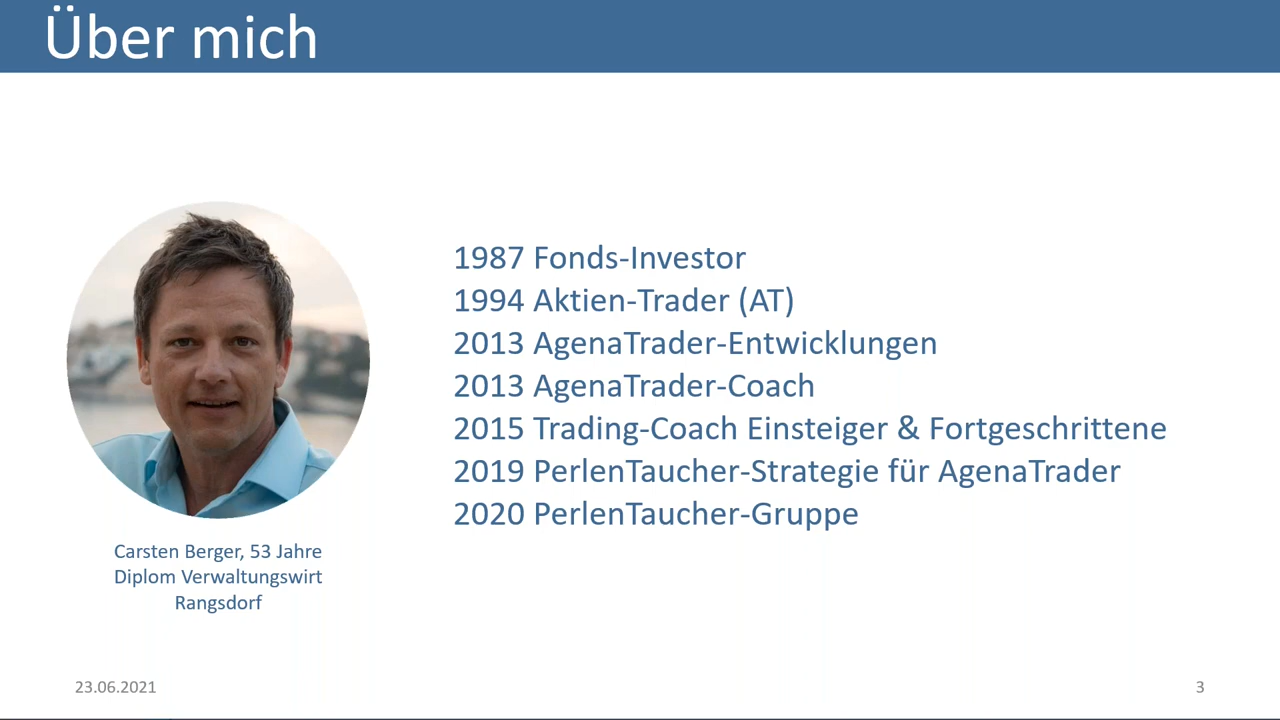 Über mich
1987 Fonds-Investor
1994 Aktien-Trader (AT)
2013 AgenaTrader-Entwicklungen
2013 AgenaTrader-Coach
2015 Trading-Coach Einsteiger & Fortgeschrittene
2019 PerlenTaucher-Strategie für AgenaTrader
2020 PerlenTaucher-Gruppe
Carsten Berger, 53 Jahre
Diplom Verwaltungswirt
Rangsdorf
23.06.2021
3